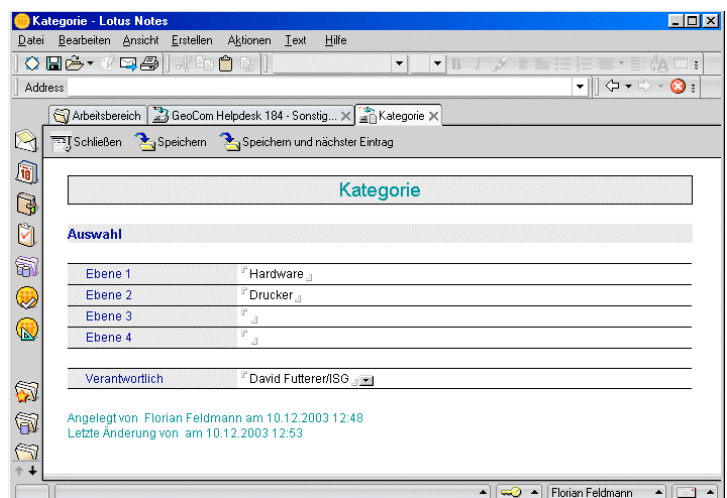 Kategorie - Lotus Notes
Datei Bearbeiten Ansicht Erstellen Aktionen Text Hilfe
Address
Arbeitsbereich GeoCom Helpdesk 184 - Sonstig... Kategorie
Schließen Speichern Speichern und nächster Eintrag
Kategorie
Auswahl
Ebene 1 Hardware
Ebene 2 Drucker
Ebene 3
Ebene 4
Verantwortlich David Futterer/ISG
Angelegt von Florian Feldmann am 10.12.2003 12:48
Letzte Änderung von am 10.12.2003 12:53
Florian Feldmann